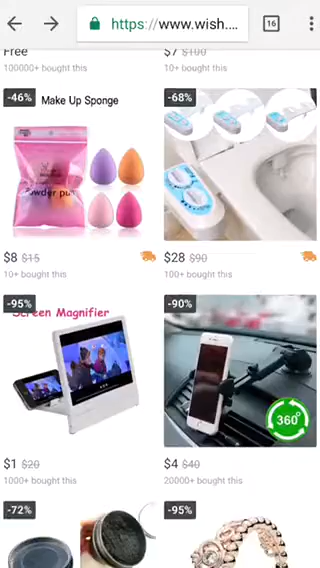 https://www.wish....
16
Free
100000+ bought this
$7 $100
10+ bought this
-46%
Make Up Sponge
powder puff
$8 $15
10+ bought this
-68%
$28 $90
100+ bought this
-95%
Screen Magnifier
$1 $20
1000+ bought this
-90%
360°
$4 $40
20000+ bought this
-72%
-95%